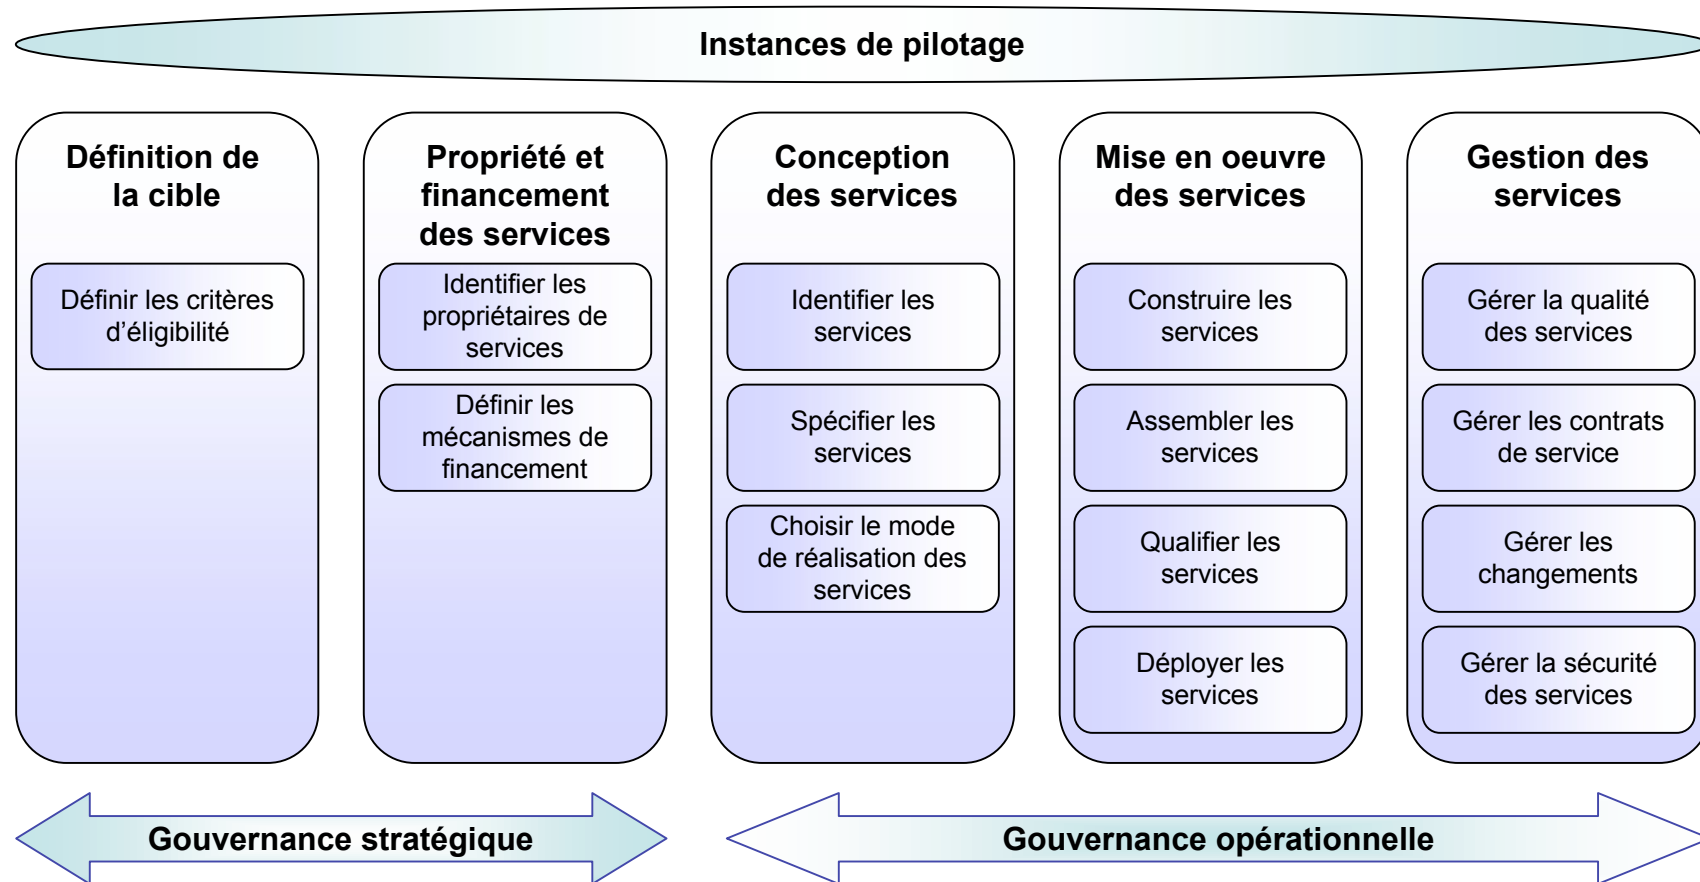 Instances de pilotage
Définition de
la cible
Définir les critères
d’éligibilité
Propriété et
financement
des services
Identifier les
propriétaires de
services
Définir les
mécanismes de
financement
Conception
des services
Identifier les
services
Spécifier les
services
Choisir le mode
de réalisation des
services
Mise en oeuvre
des services
Construire les
services
Assembler les
services
Qualifier les
services
Déployer les
services
Gestion des
services
Gérer la qualité
des services
Gérer les contrats
de service
Gérer les
changements
Gérer la sécurité
des services
Gouvernance stratégique
Gouvernance opérationnelle